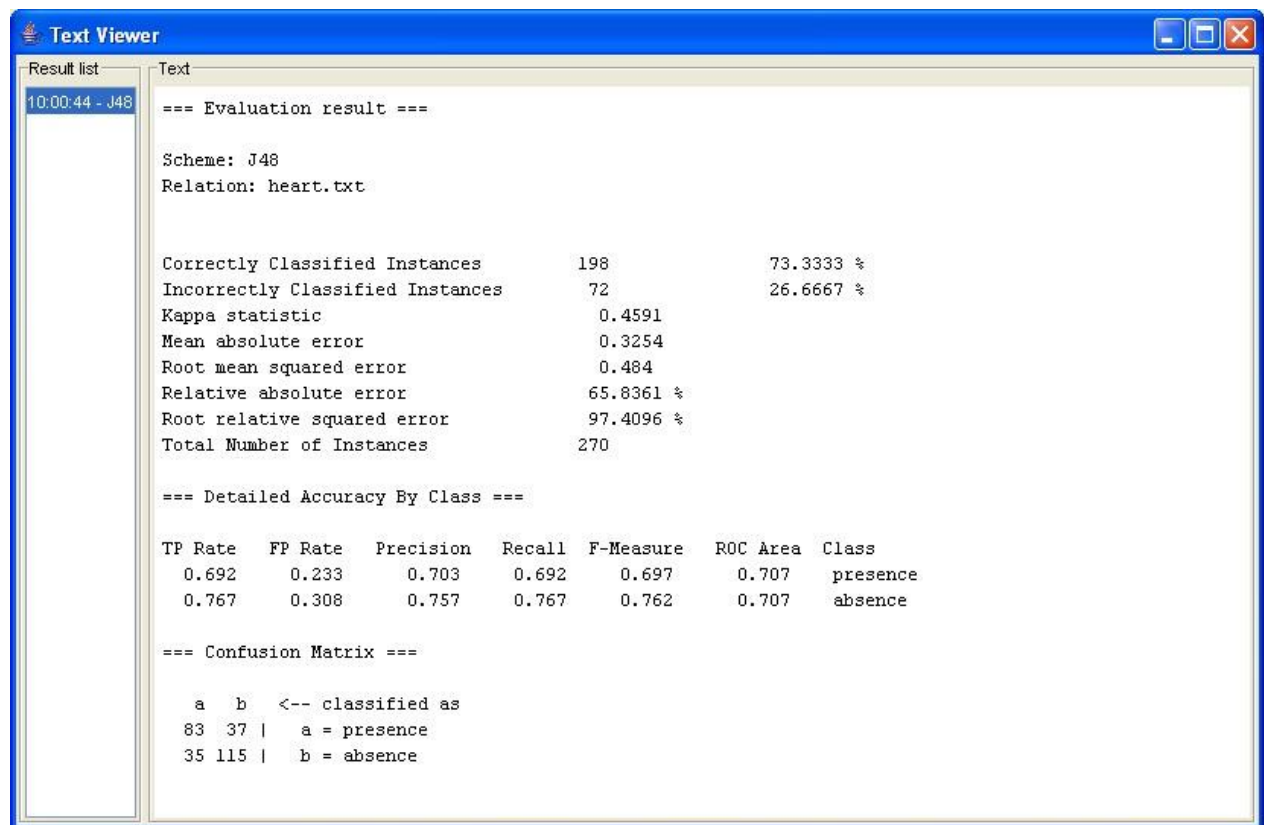 Text Viewer
Result list
Text
10:00:44 - J48
=== Evaluation result ===
Scheme: J48
Relation: heart.txt
Correctly Classified Instances 198 73.3333 %
Incorrectly Classified Instances 72 26.6667 %
Kappa statistic 0.4591
Mean absolute error 0.3254
Root mean squared error 0.484
Relative absolute error 65.8361 %
Root relative squared error 97.4096 %
Total Number of Instances 270
=== Detailed Accuracy By Class ===
TP Rate FP Rate Precision Recall F-Measure ROC Area Class
0.692 0.233 0.703 0.692 0.697 0.707 presence
0.767 0.308 0.757 0.767 0.762 0.707 absence
=== Confusion Matrix ===
a b <-- classified as
83 37 | a = presence
35 115 | b = absence